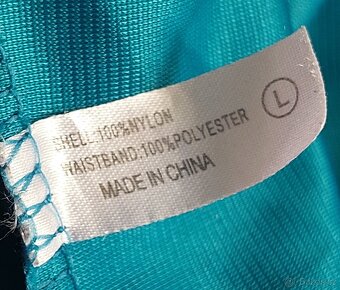 SHELL:100%NYLON
WAISTBAND:100%POLYESTER
L
MADE IN CHINA